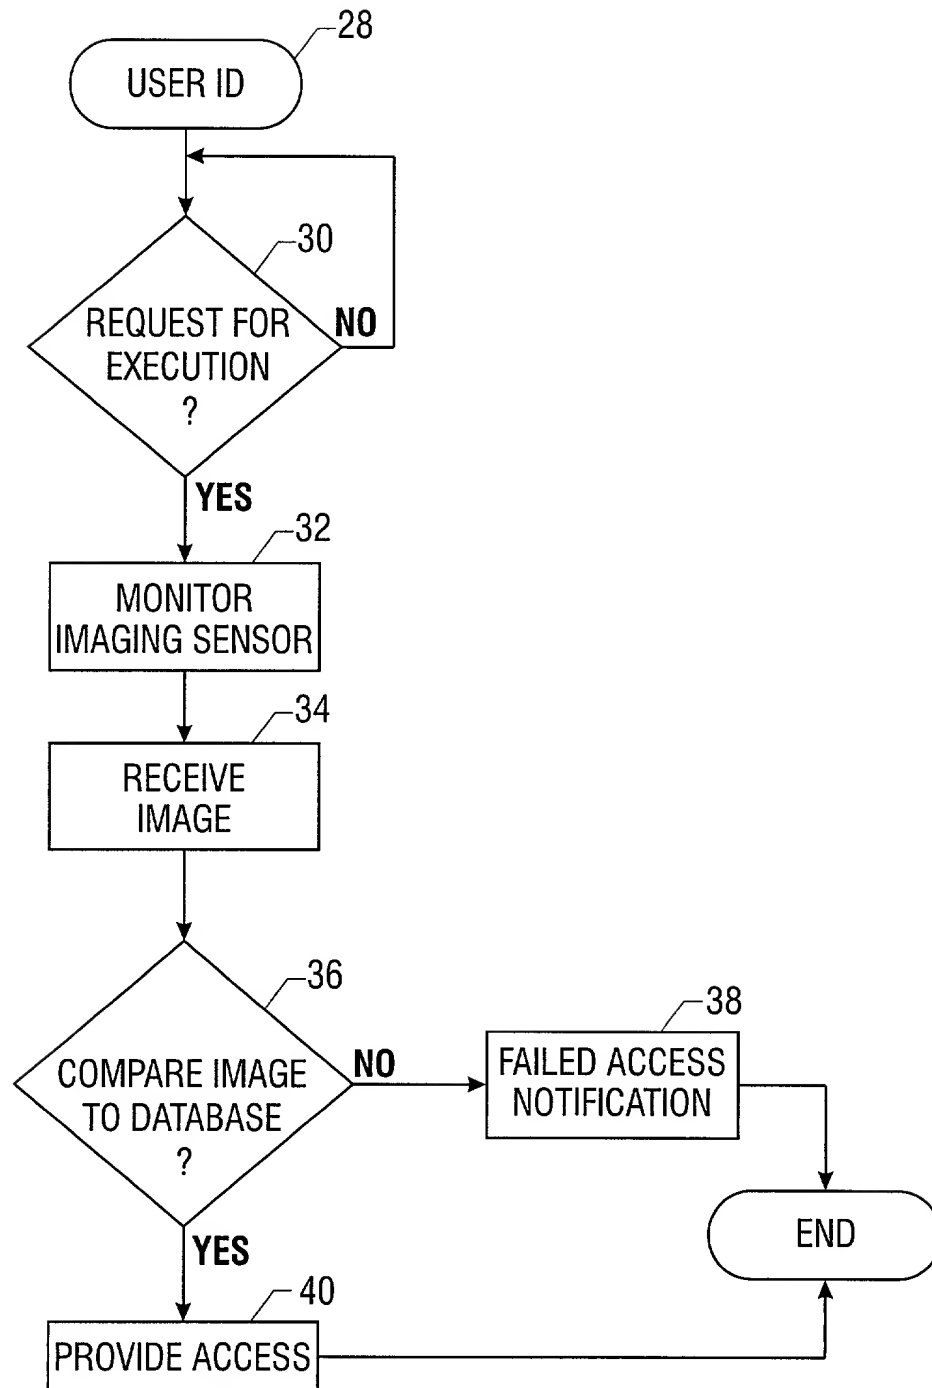 28
USER ID
30
REQUEST FOR
EXECUTION
?
NO
YES
32
MONITOR
IMAGING SENSOR
34
RECEIVE
IMAGE
36
COMPARE IMAGE
TO DATABASE
?
NO
38
FAILED ACCESS
NOTIFICATION
END
YES
40
PROVIDE ACCESS